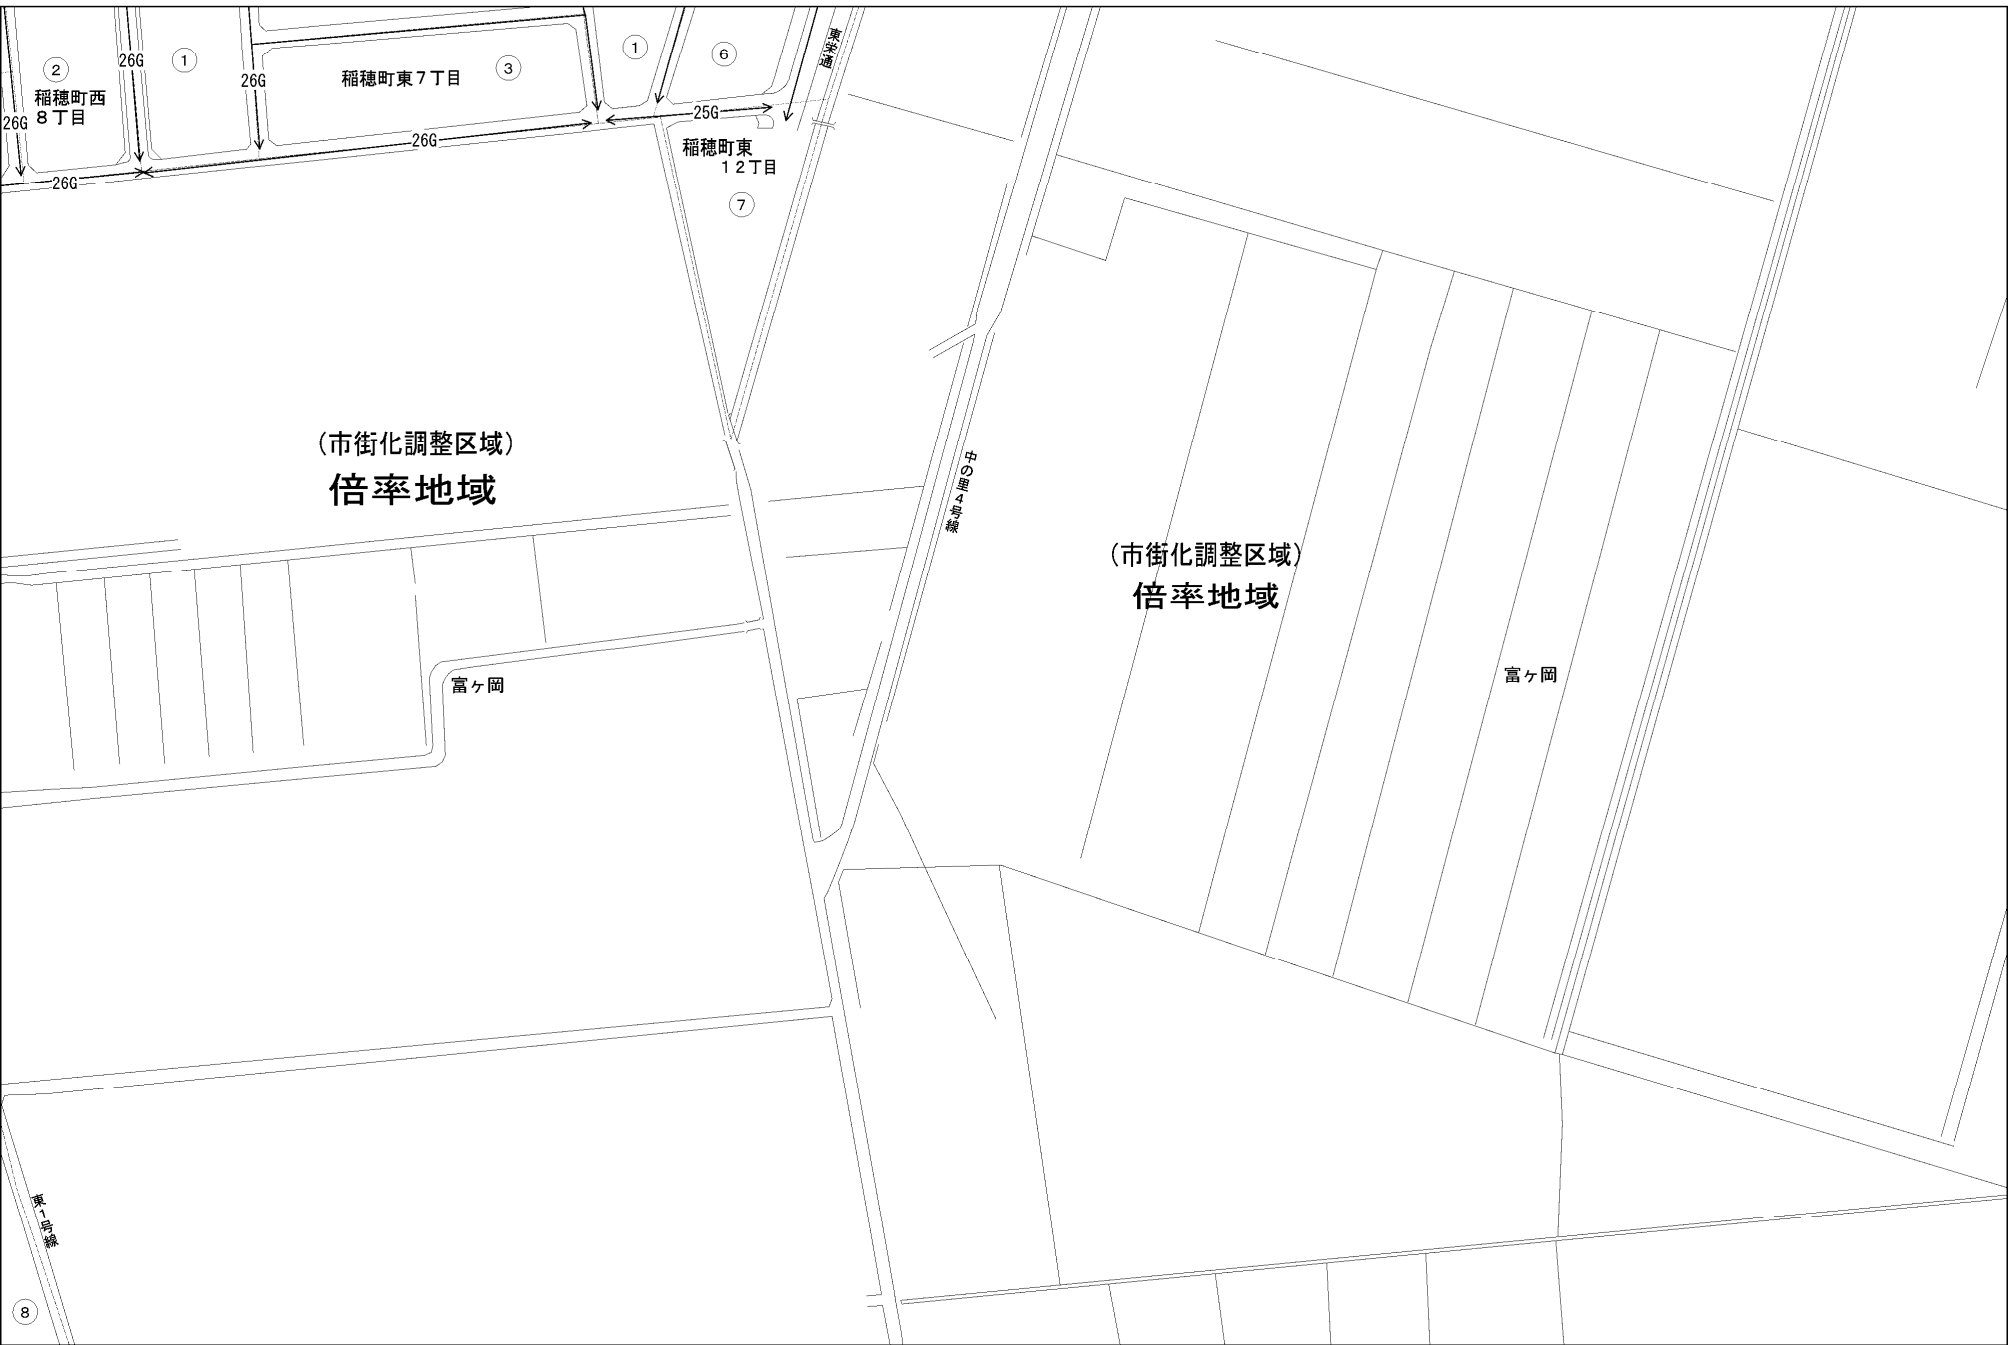 東栄通
①
⑥
②
26G
①
26G
稲穂町東７丁目
③
稲穂町西
８丁目
26G
25G
26G
稲穂町東
１２丁目
26G
⑦
（市街化調整区域）
倍率地域
中の里４号線
（市街化調整区域）
倍率地域
富ヶ岡
富ヶ岡
東１号線
⑧